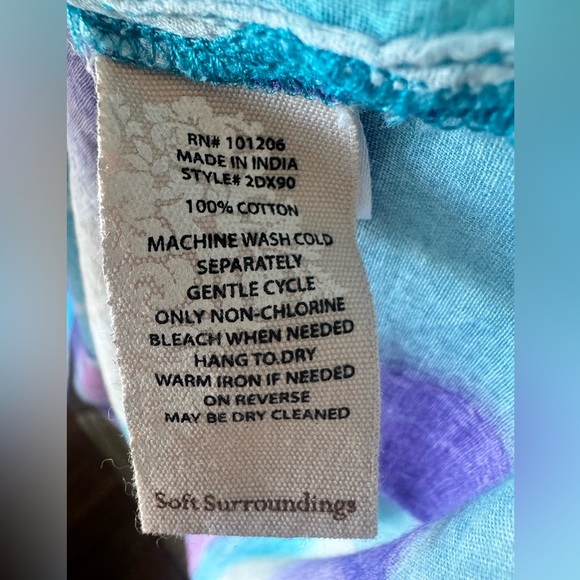 RN# 101206
MADE IN INDIA
STYLE# 2DX90
100% COTTON
MACHINE WASH COLD
SEPARATELY
GENTLE CYCLE
ONLY NON-CHLORINE
BLEACH WHEN NEEDED
HANG TO DRY
WARM IRON IF NEEDED
ON REVERSE
MAY BE DRY CLEANED
Soft Surroundings